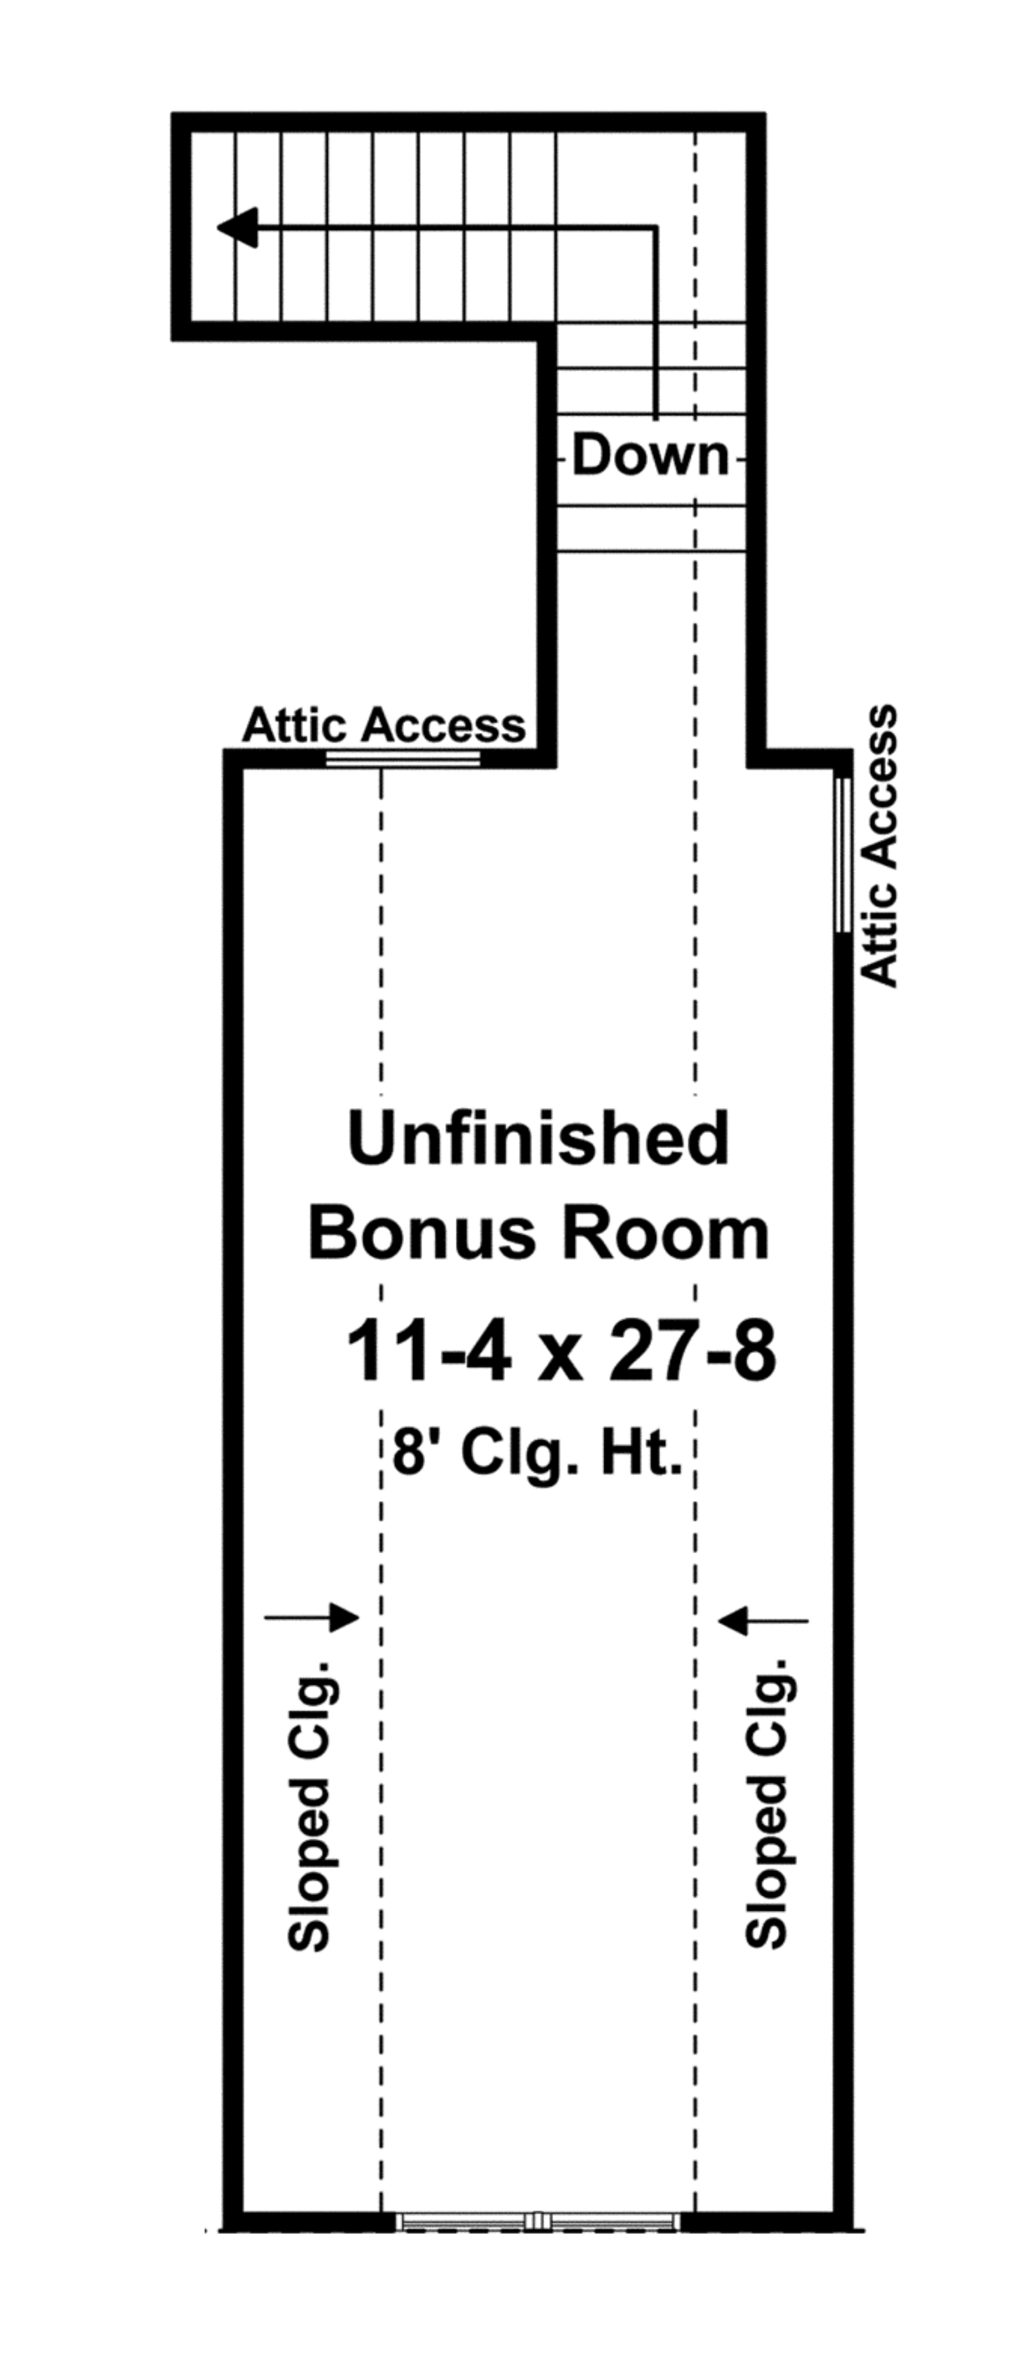 Down
Attic Access
Attic Access
Unfinished
Bonus Room
11-4 x 27-8
8' Clg. Ht.
Sloped Clg.
Sloped Clg.